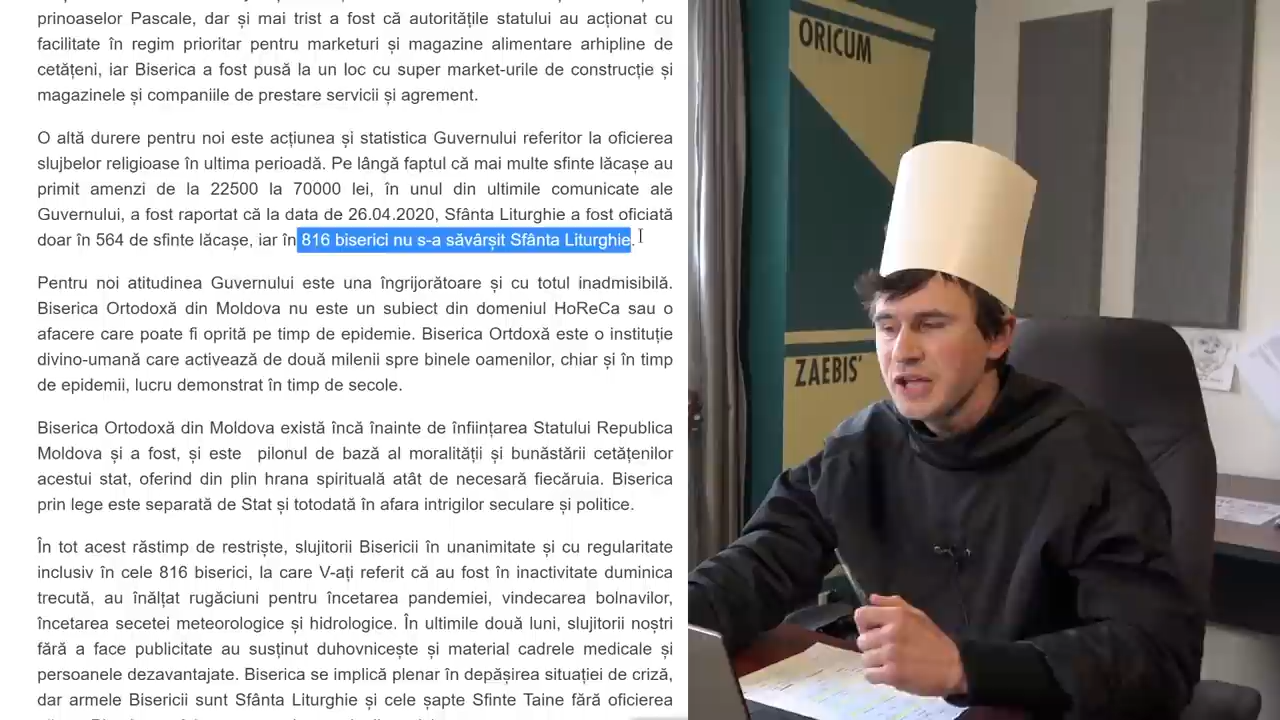 prinoaselor Pascale, dar și mai trist a fost că autoritățile statului au acționat cu
facilitate în regim prioritar pentru marketuri și magazine alimentare arhipline de
cetățeni, iar Biserica a fost pusă la un loc cu super market-urile de construcție și
magazinele și companiile de prestare servicii și agrement.
O altă durere pentru noi este acțiunea și statistica Guvernului referitor la oficierea
slujbelor religioase în ultima perioadă. Pe lângă faptul că mai multe sfinte lăcașe au
primit amenzi de la 22500 la 70000 lei, în unul din ultimile comunicate ale
Guvernului, a fost raportat că la data de 26.04.2020, Sfânta Liturghie a fost oficiată
doar în 564 de sfinte lăcașe, iar în 816 biserici nu s-a săvârșit Sfânta Liturghie.
Pentru noi atitudinea Guvernului este una îngrijorătoare și cu totul inadmisibilă.
Biserica Ortodoxă din Moldova nu este un subiect din domeniul HoReCa sau o
afacere care poate fi oprită pe timp de epidemie. Biserica Ortdoxă este o instituție
divino-umană care activează de două milenii spre binele oamenilor, chiar și în timp
de epidemii, lucru demonstrat în timp de secole.
Biserica Ortodoxă din Moldova există încă înainte de înființarea Statului Republica
Moldova și a fost, și este pilonul de bază al moralității și bunăstării cetățenilor
acestui stat, oferind din plin hrana spirituală atât de necesară fiecăruia. Biserica
prin lege este separată de Stat și totodată în afara intrigilor seculare și politice.
În tot acest răstimp de restriște, slujitorii Bisericii în unanimitate și cu regularitate
inclusiv în cele 816 biserici, la care V-ați referit că au fost în inactivitate duminica
trecută, au înălțat rugăciuni pentru încetarea pandemiei, vindecarea bolnavilor,
încetarea secetei meteorologice și hidrologice. În ultimile două luni, slujitorii noștri
fără a face publicitate au susținut duhovnicește și material cadrele medicale și
persoanele dezavantajate. Biserica se implică plenar în depășirea situației de criză,
dar armele Bisericii sunt Sfânta Liturghie și cele șapte Sfinte Taine fără oficierea
ORICUM
ZAEBIS'